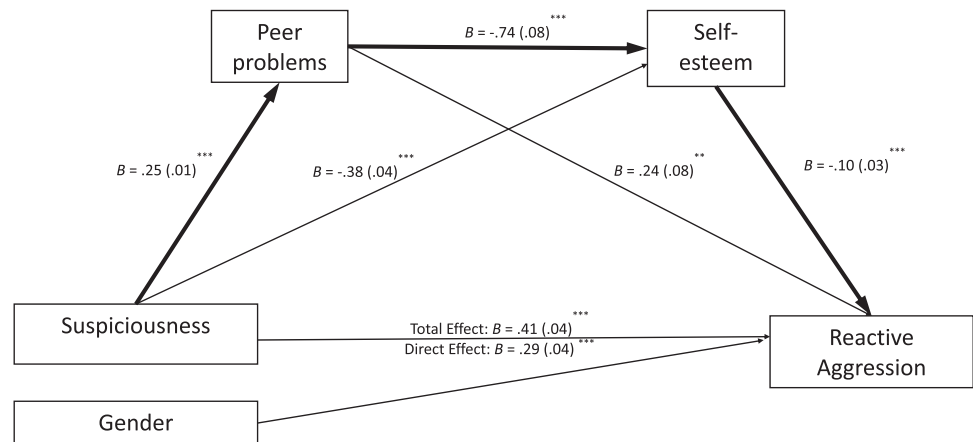 Peer
problems
B = -.74 (.08)***
Self-
esteem
B = .25 (.01)***
B = -.38 (.04)***
B = .24 (.08)**
B = -.10 (.03)***
Suspiciousness
Total Effect: B = .41 (.04)***
Direct Effect: B = .29 (.04)***
Reactive
Aggression
Gender